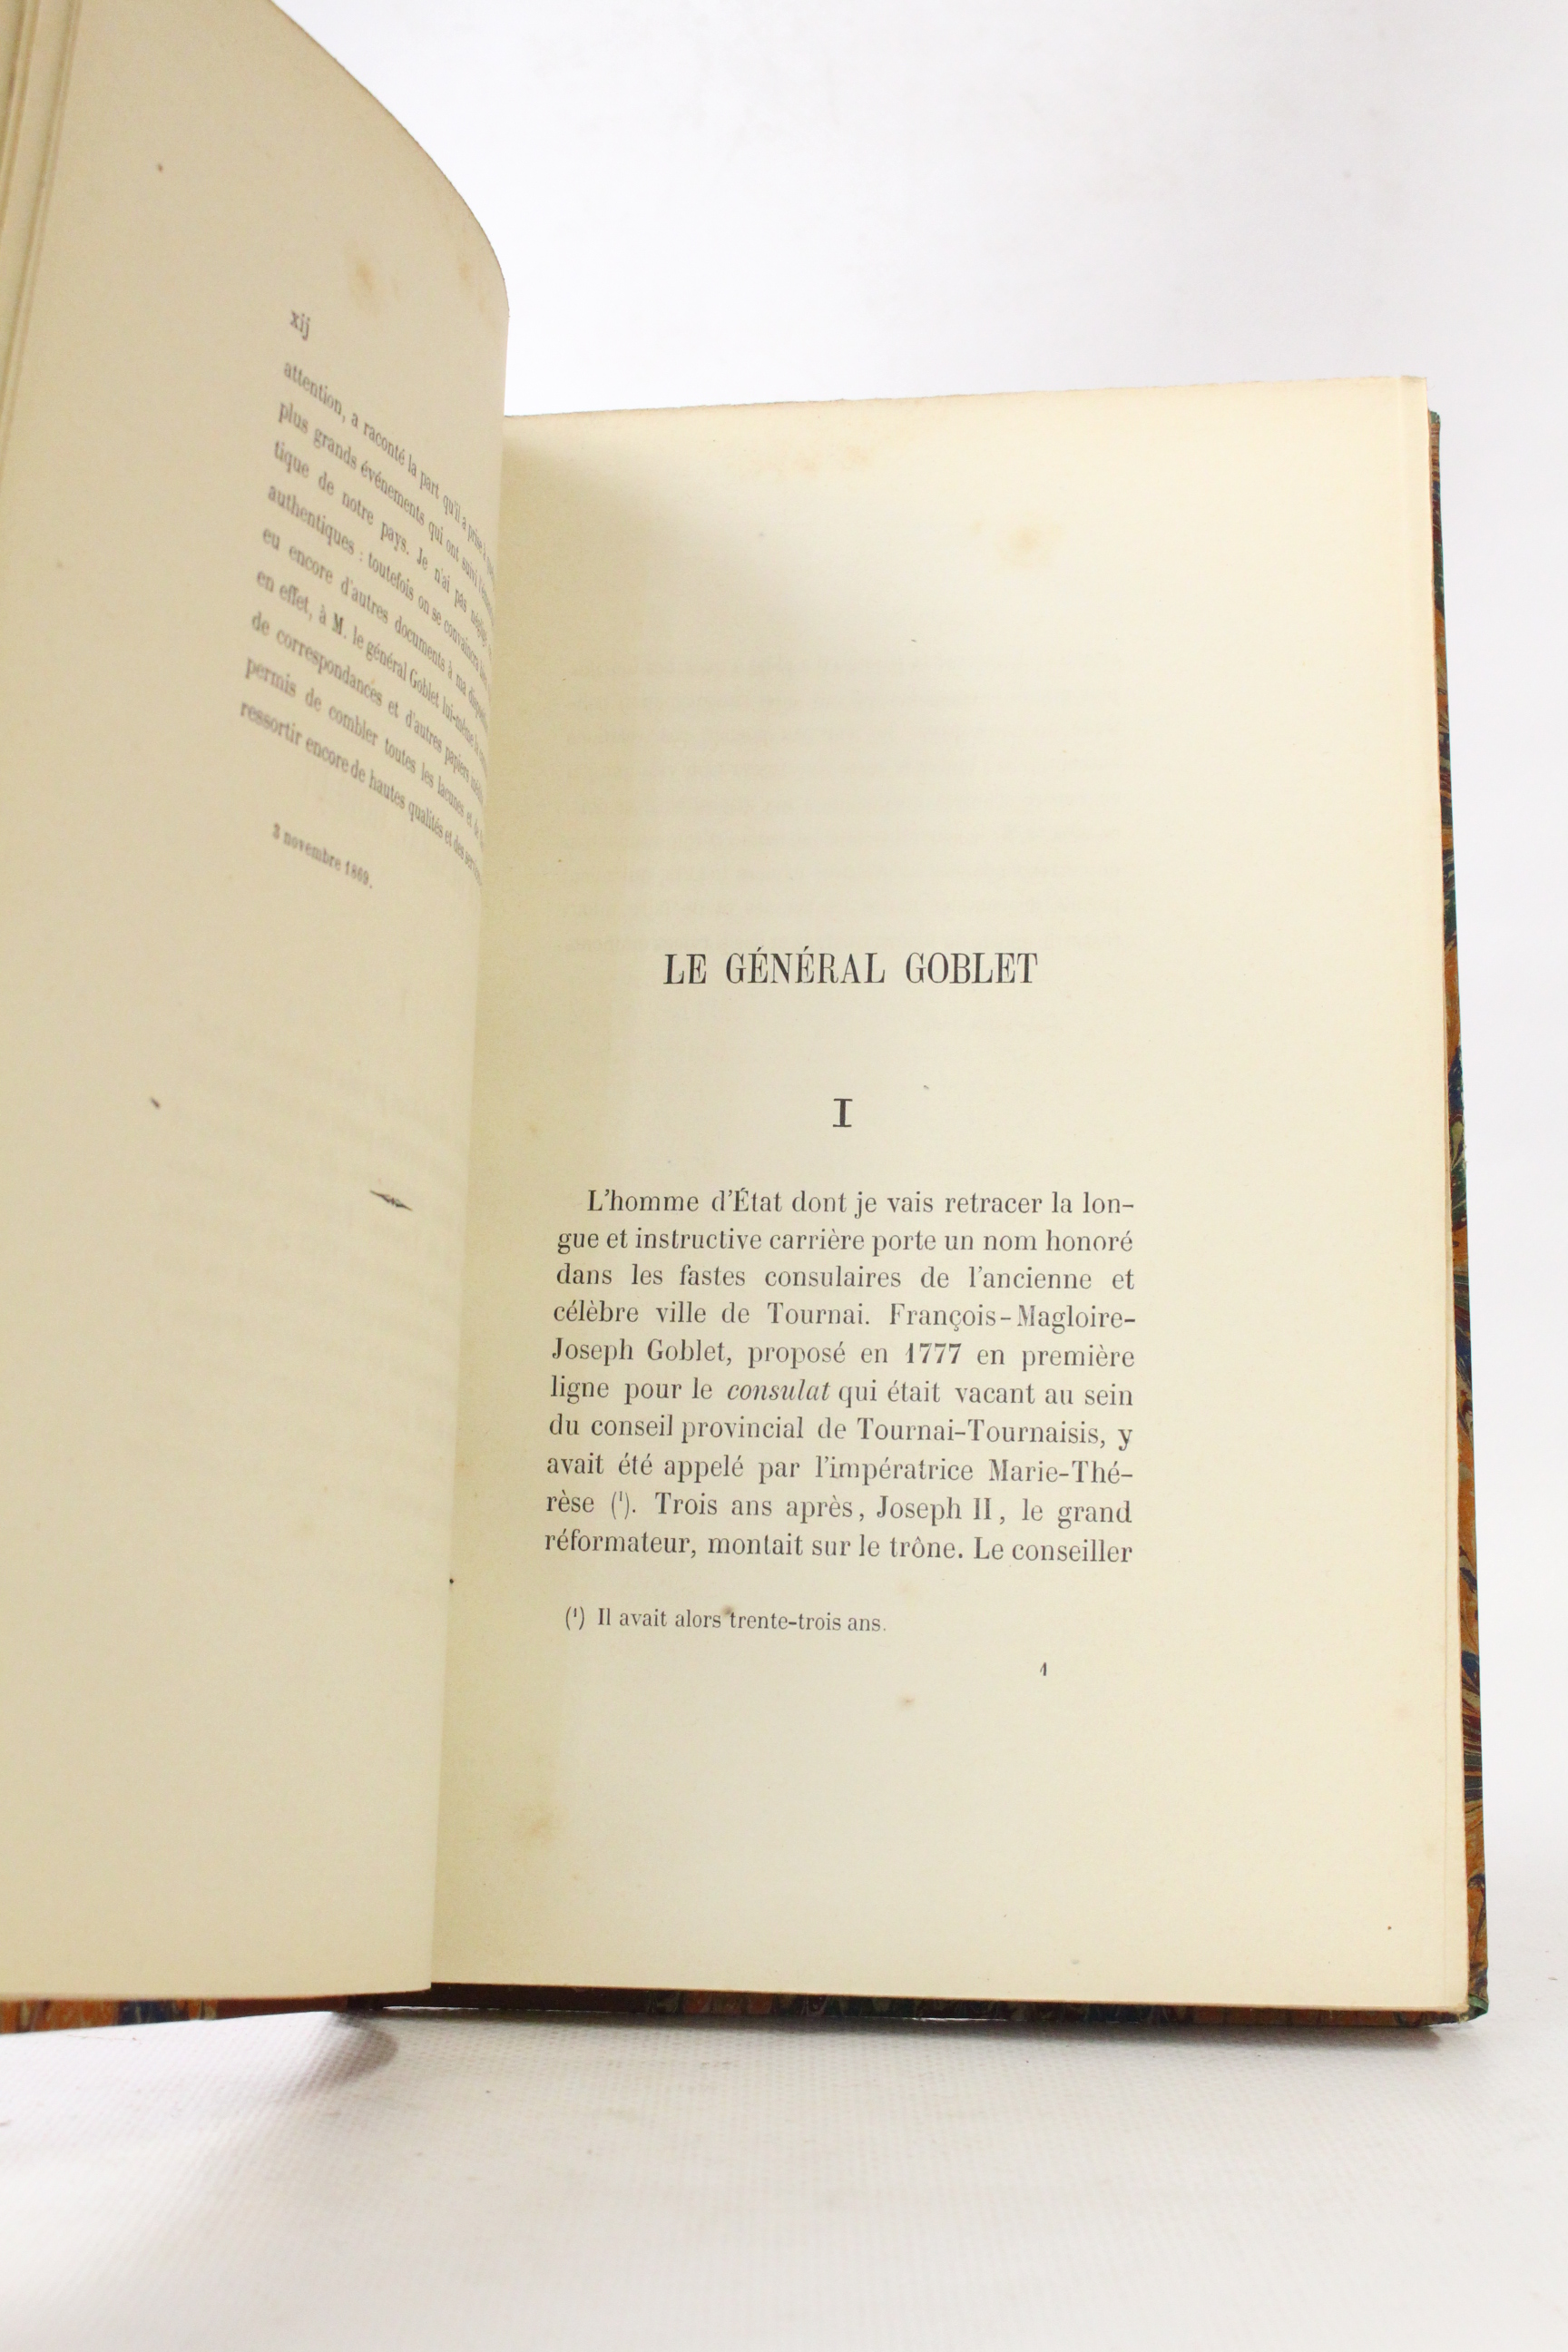 xij
attention, a raconté la part qu'il a prise
plus grands événements qui ont suivi
tique de notre pays. Je n'ai pas
authentiques : toutefois on se convaincra
eu encore d'autres documents à ma
en effet, à M. le général Goblet lui-même
de correspondances et d'autres papiers
permis de combler toutes les lacunes et
ressortir encore de hautes qualités et des
3 novembre 1869.
LE GÉNÉRAL GOBLET
I
L'homme d'État dont je vais retracer la lon-
gue et instructive carrière porte un nom honoré
dans les fastes consulaires de l'ancienne et
célèbre ville de Tournai. François-Magloire-
Joseph Goblet, proposé en 1777 en première
ligne pour le consulat qui était vacant au sein
du conseil provincial de Tournai-Tournaisis, y
avait été appelé par l'impératrice Marie-Thé-
rèse (1). Trois ans après, Joseph II, le grand
réformateur, montait sur le trône. Le conseiller
(1) Il avait alors trente-trois ans.
1